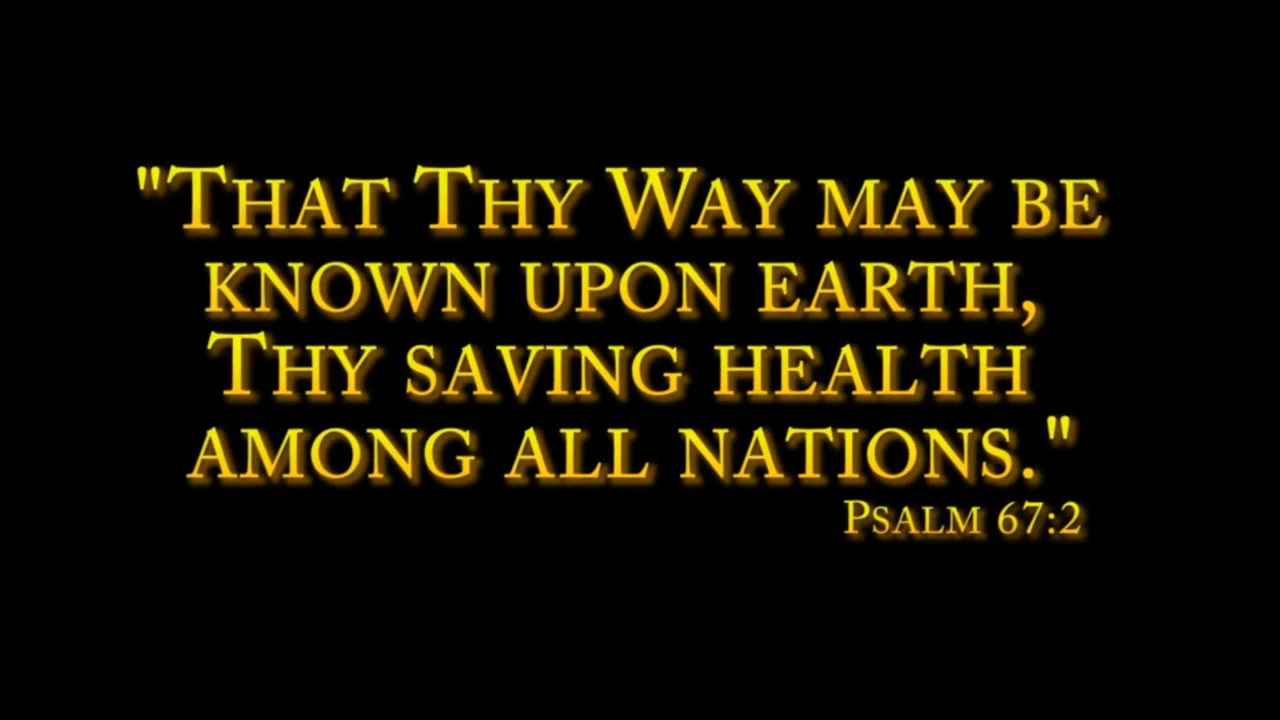 "That Thy Way may be
known upon earth,
Thy saving health
among all nations."
Psalm 67:2